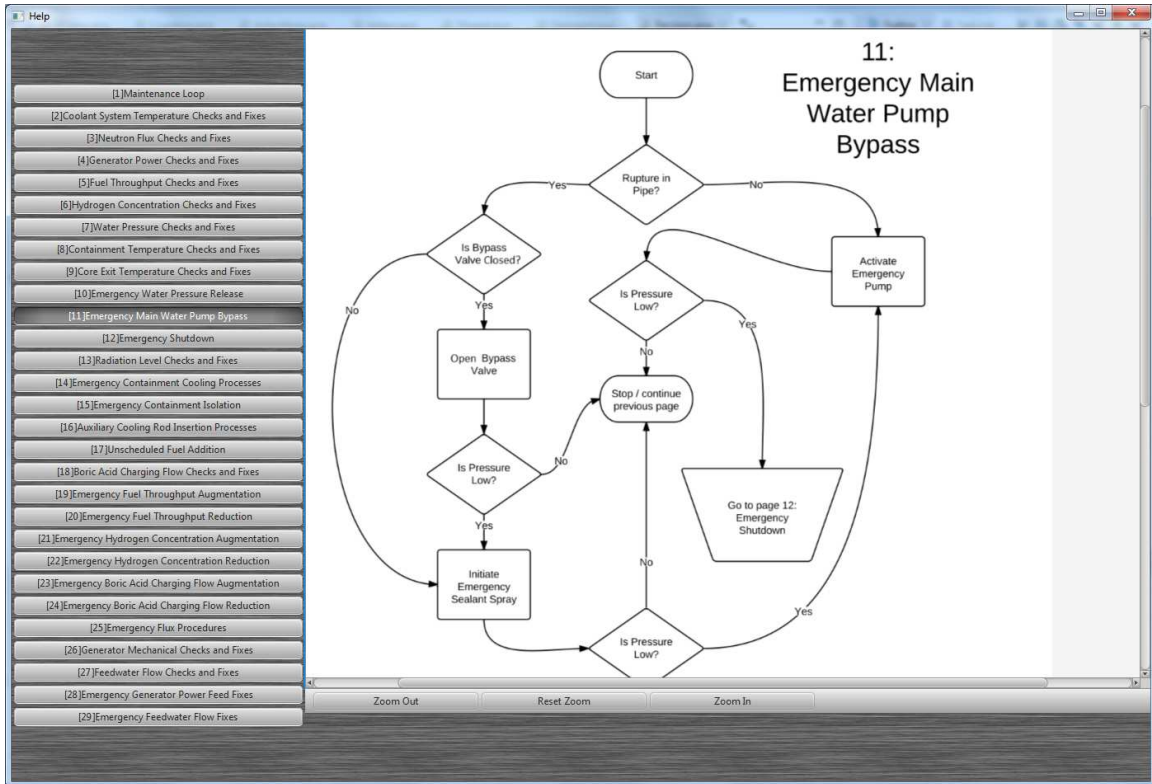 Help
[1]Maintenance Loop
[2]Coolant System Temperature Checks and Fixes
[3]Neutron Flux Checks and Fixes
[4]Generator Power Checks and Fixes
[5]Fuel Throughput Checks and Fixes
[6]Hydrogen Concentration Checks and Fixes
[7]Water Pressure Checks and Fixes
[8]Containment Temperature Checks and Fixes
[9]Core Exit Temperature Checks and Fixes
[10]Emergency Water Pressure Release
[11]Emergency Main Water Pump Bypass
[12]Emergency Shutdown
[13]Radiation Level Checks and Fixes
[14]Emergency Containment Cooling Processes
[15]Emergency Containment Isolation
[16]Auxiliary Cooling Rod Insertion Processes
[17]Unscheduled Fuel Addition
[18]Boric Acid Charging Flow Checks and Fixes
[19]Emergency Fuel Throughput Augmentation
[20]Emergency Fuel Throughput Reduction
[21]Emergency Hydrogen Concentration Augmentation
[22]Emergency Hydrogen Concentration Reduction
[23]Emergency Boric Acid Charging Flow Augmentation
[24]Emergency Boric Acid Charging Flow Reduction
[25]Emergency Flux Procedures
[26]Generator Mechanical Checks and Fixes
[27]Feedwater Flow Checks and Fixes
[28]Emergency Generator Power Feed Fixes
[29]Emergency Feedwater Flow Fixes
11:
Emergency Main
Water Pump
Bypass
Start
Rupture in
Pipe?
Yes
No
Is Bypass
Valve Closed?
No
Yes
Activate
Emergency
Pump
Is Pressure
Low?
Yes
No
Open Bypass
Valve
Stop / continue
previous page
Is Pressure
Low?
No
Yes
Go to page 12:
Emergency
Shutdown
Initiate
Emergency
Sealant Spray
No
Yes
Is Pressure
Low?
Zoom Out
Reset Zoom
Zoom In